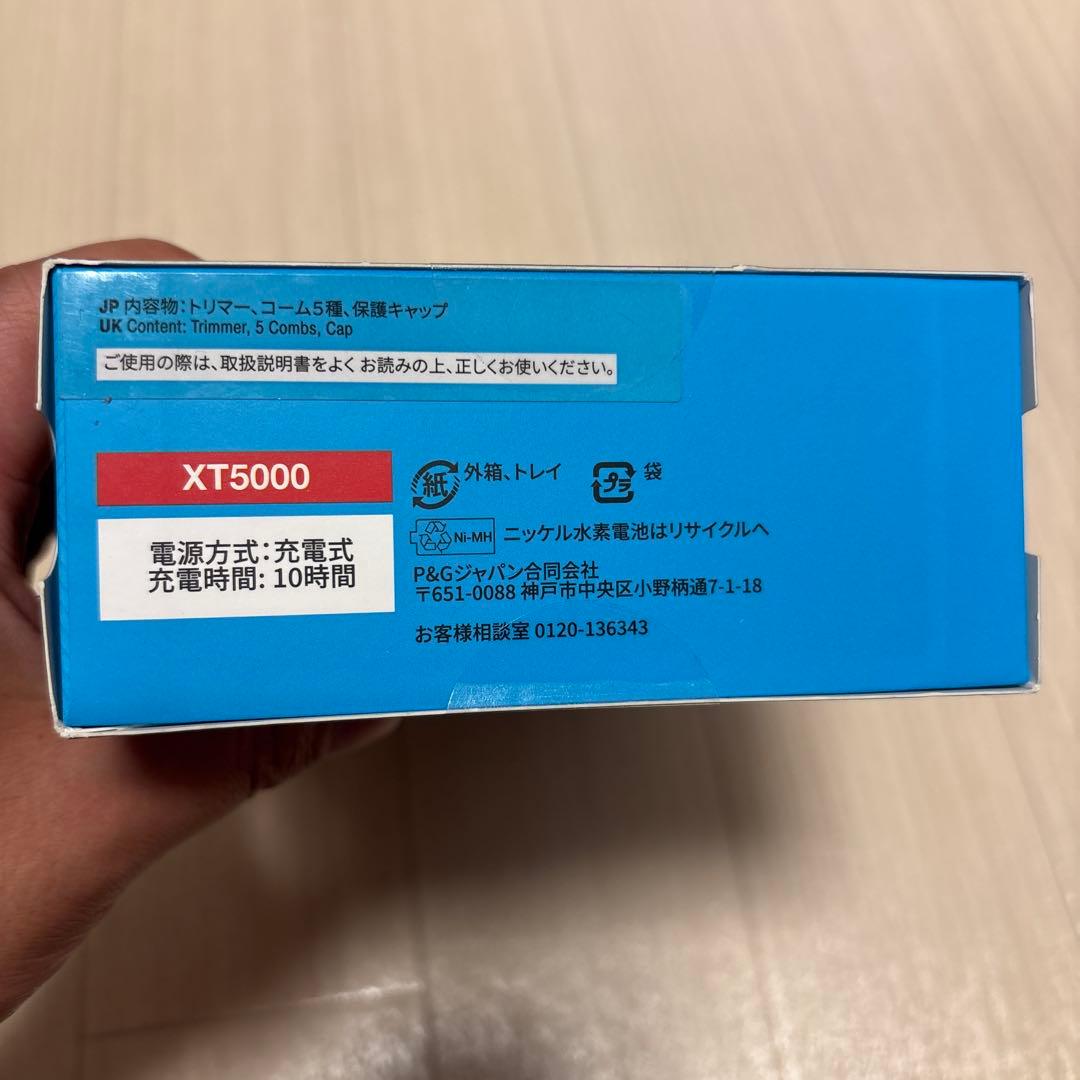 JP 内容物：トリマー、コーム5種、保護キャップ
UK Content: Trimmer, 5 Combs, Cap
ご使用の際は、取扱説明書をよく お読みの上、正しくお使いください。
XT5000
電源方式：充電式
充電時間: 10時間
紙 外箱、トレイ
プラ 袋
Ni-MH ニッケル水素電池はリサイクルへ
P&Gジャパン合同会社
〒651-0088 神戸市中央区小野柄通7-1-18
お客様相談室 0120-136343